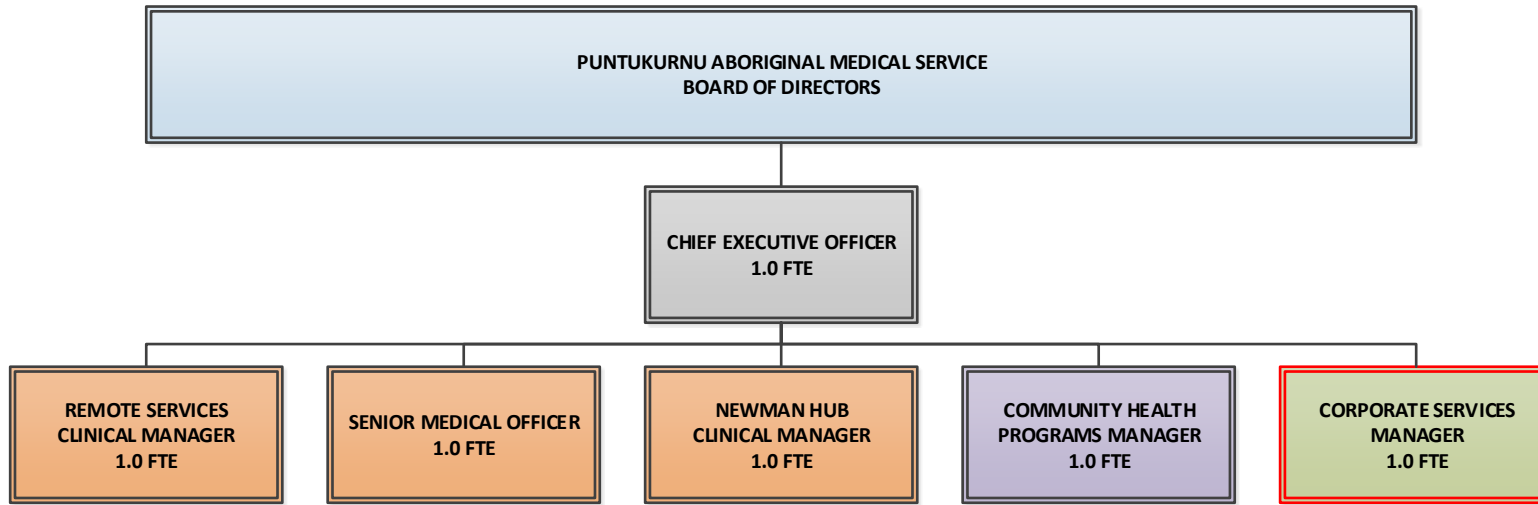 PUNTUKURNU ABORIGINAL MEDICAL SERVICE
BOARD OF DIRECTORS
CHIEF EXECUTIVE OFFICER
1.0 FTE
REMOTE SERVICES
CLINICAL MANAGER
1.0 FTE
SENIOR MEDICAL OFFICER
1.0 FTE
NEWMAN HUB
CLINICAL MANAGER
1.0 FTE
COMMUNITY HEALTH
PROGRAMS MANAGER
1.0 FTE
CORPORATE SERVICES
MANAGER
1.0 FTE